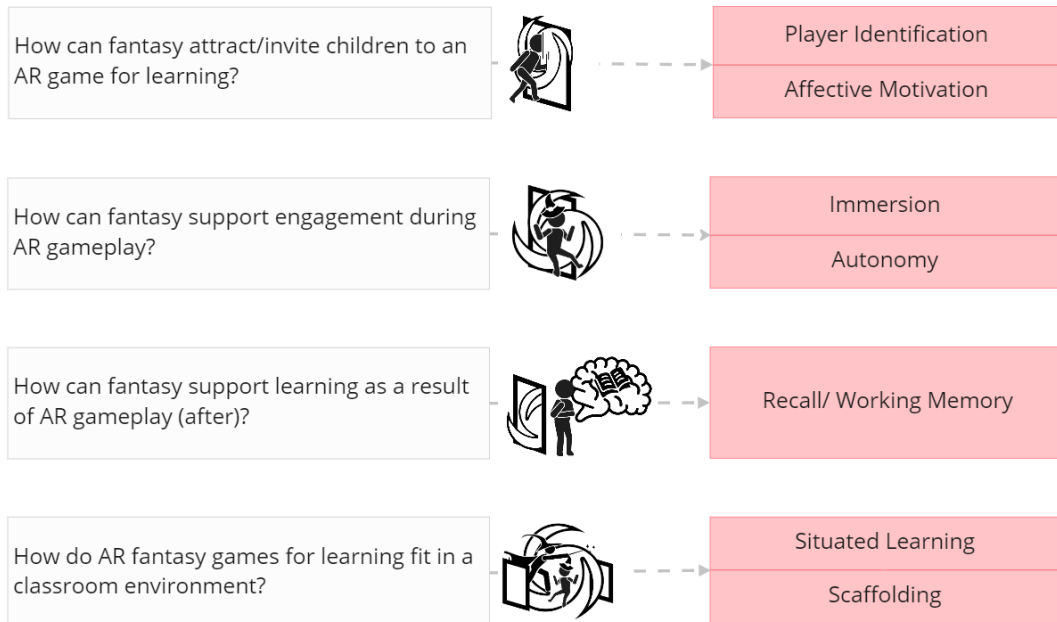 How can fantasy attract/invite children to an
AR game for learning?
Player Identification
Affective Motivation
How can fantasy support engagement during
AR gameplay?
Immersion
Autonomy
How can fantasy support learning as a result
of AR gameplay (after)?
Recall/ Working Memory
How do AR fantasy games for learning fit in a
classroom environment?
Situated Learning
Scaffolding